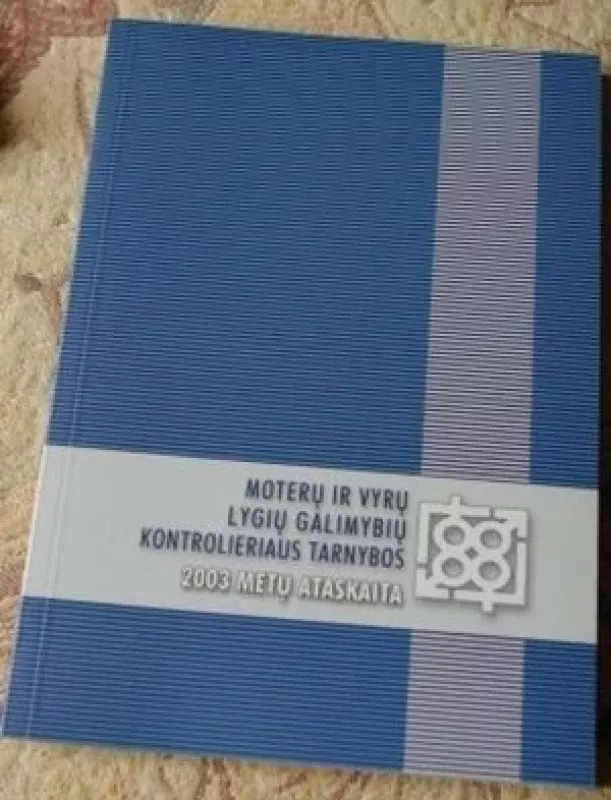 MOTERŲ IR VYRŲ
LYGIŲ GALIMYBIŲ
KONTROLIERIAUS TARNYBOS
2003 METŲ ATASKAITA